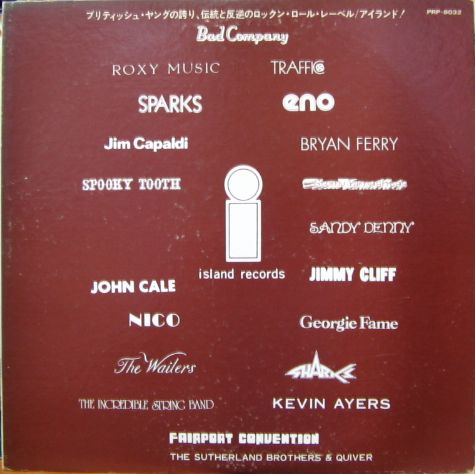 ブリティッシュ・ヤングの誇り、伝統と反逆のロックン・ロール・レーベル/アイランド!
PRP-8032
Bad Company
ROXY MUSIC
TRAFFIC
SPARKS
eno
Jim Capaldi
BRYAN FERRY
SPOOKY TOOTH
SANDY DENNY
i
island records
JOHN CALE
JIMMY CLIFF
NICO
Georgie Fame
The Wailers
SHARKS
THE INCREDIBLE STRING BAND
KEVIN AYERS
FAIRPORT CONVENTION
THE SUTHERLAND BROTHERS & QUIVER